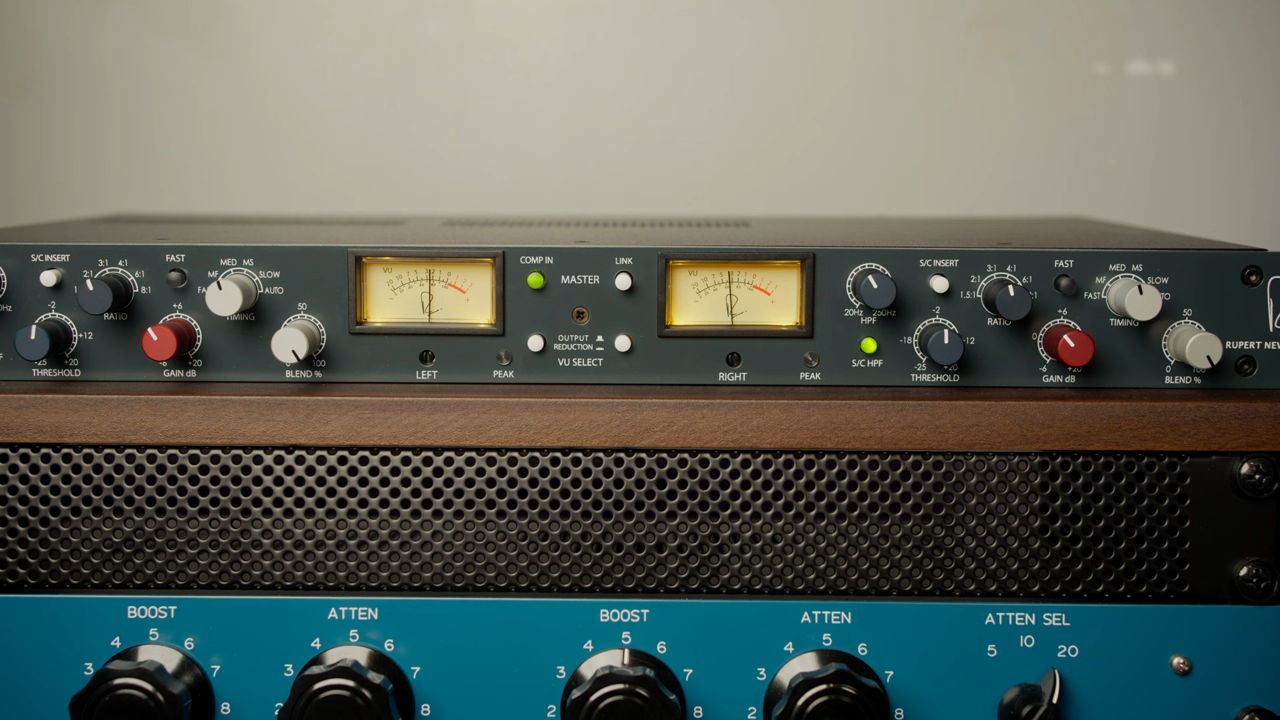 S/C INSERT
3:1 4:1
2:1 6:1
8:1
RATIO
FAST
MED MS
MF SLOW
AUTO
TIMING
-2
+12
-25 +20
THRESHOLD
+6
-6 +20
GAIN dB
50
0 100
BLEND %
VU
LEFT
PEAK
COMP IN
LINK
MASTER
OUTPUT
REDUCTION
VU SELECT
VU
RIGHT
PEAK
20Hz 250Hz
HPF
S/C HPF
S/C INSERT
3:1 4:1
2:1 6:1
1.5:1
RATIO
-2
-18 +12
-25 +20
THRESHOLD
FAST
+6
-6 +20
GAIN dB
MED MS
MF SLOW
FAST AUTO
TIMING
50
0 100
BLEND %
RUPERT NEV
BOOST
3 4 5 6 7 8
ATTEN
2 3 4 5 6 7 8
BOOST
2 3 4 5 6 7 8
ATTEN
2 3 4 5 6 7 8
ATTEN SEL
5 10 20